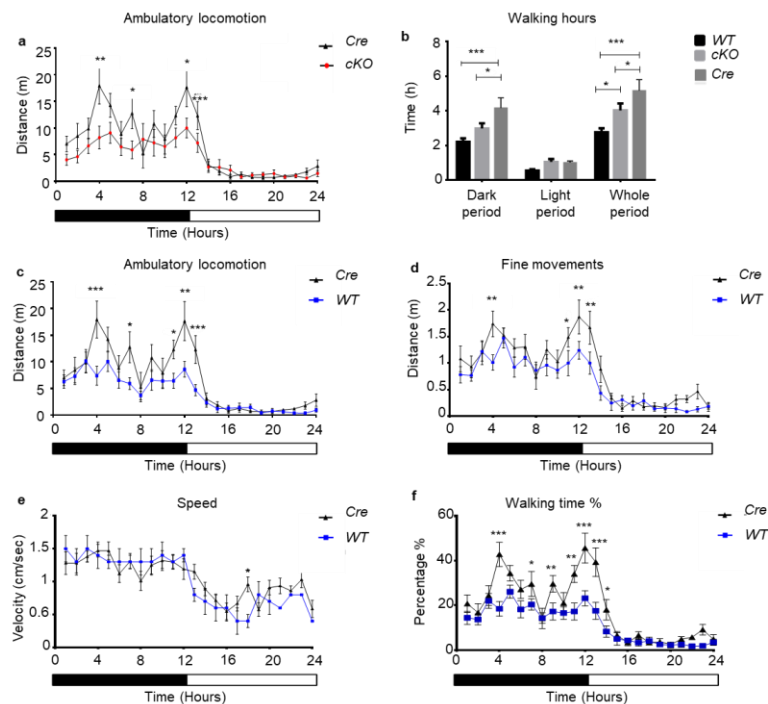 Ambulatory locomotion
a
Cre
cKO
Distance (m)
25
20
15
10
5
0
** * * ***
0 4 8 12 16 20 24
Time (Hours)
Walking hours
b
WT
cKO
Cre
Time (h)
8
6
4
2
0
***
*
***
*
*
Dark period
Light period
Whole period
Ambulatory locomotion
c
Cre
WT
Distance (m)
25
20
15
10
5
0
*** * * ** ***
0 4 8 12 16 20 24
Time (Hours)
Fine movements
d
Cre
WT
Distance (m)
2.5
2
1.5
1
0.5
0
** * ** **
0 4 8 12 16 20 24
Time (Hours)
Speed
e
Cre
WT
Velocity (cm/sec)
2
1.5
1
0.6
0
*
0 4 8 12 16 20 24
Time (Hours)
Walking time %
f
Cre
WT
Percentage %
60
40
20
0
*** * ** ** *** *** *
0 4 8 12 16 20 24
Time (Hours)